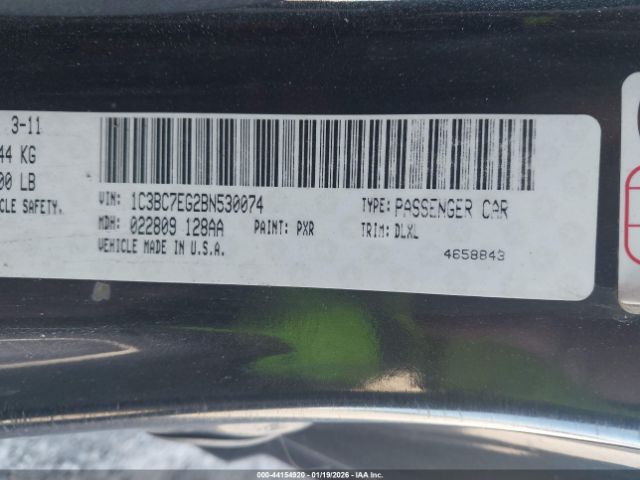 3-11
44 KG
00 LB
CLE SAFETY.
VIN: 1C3BC7EG2BN530074
TYPE: PASSENGER CAR
MDH: 022809 128AA
PAINT: PXR
TRIM: DLXL
VEHICLE MADE IN U.S.A.
4658843
000-44154920 - 01/19/2026 - IAA Inc.